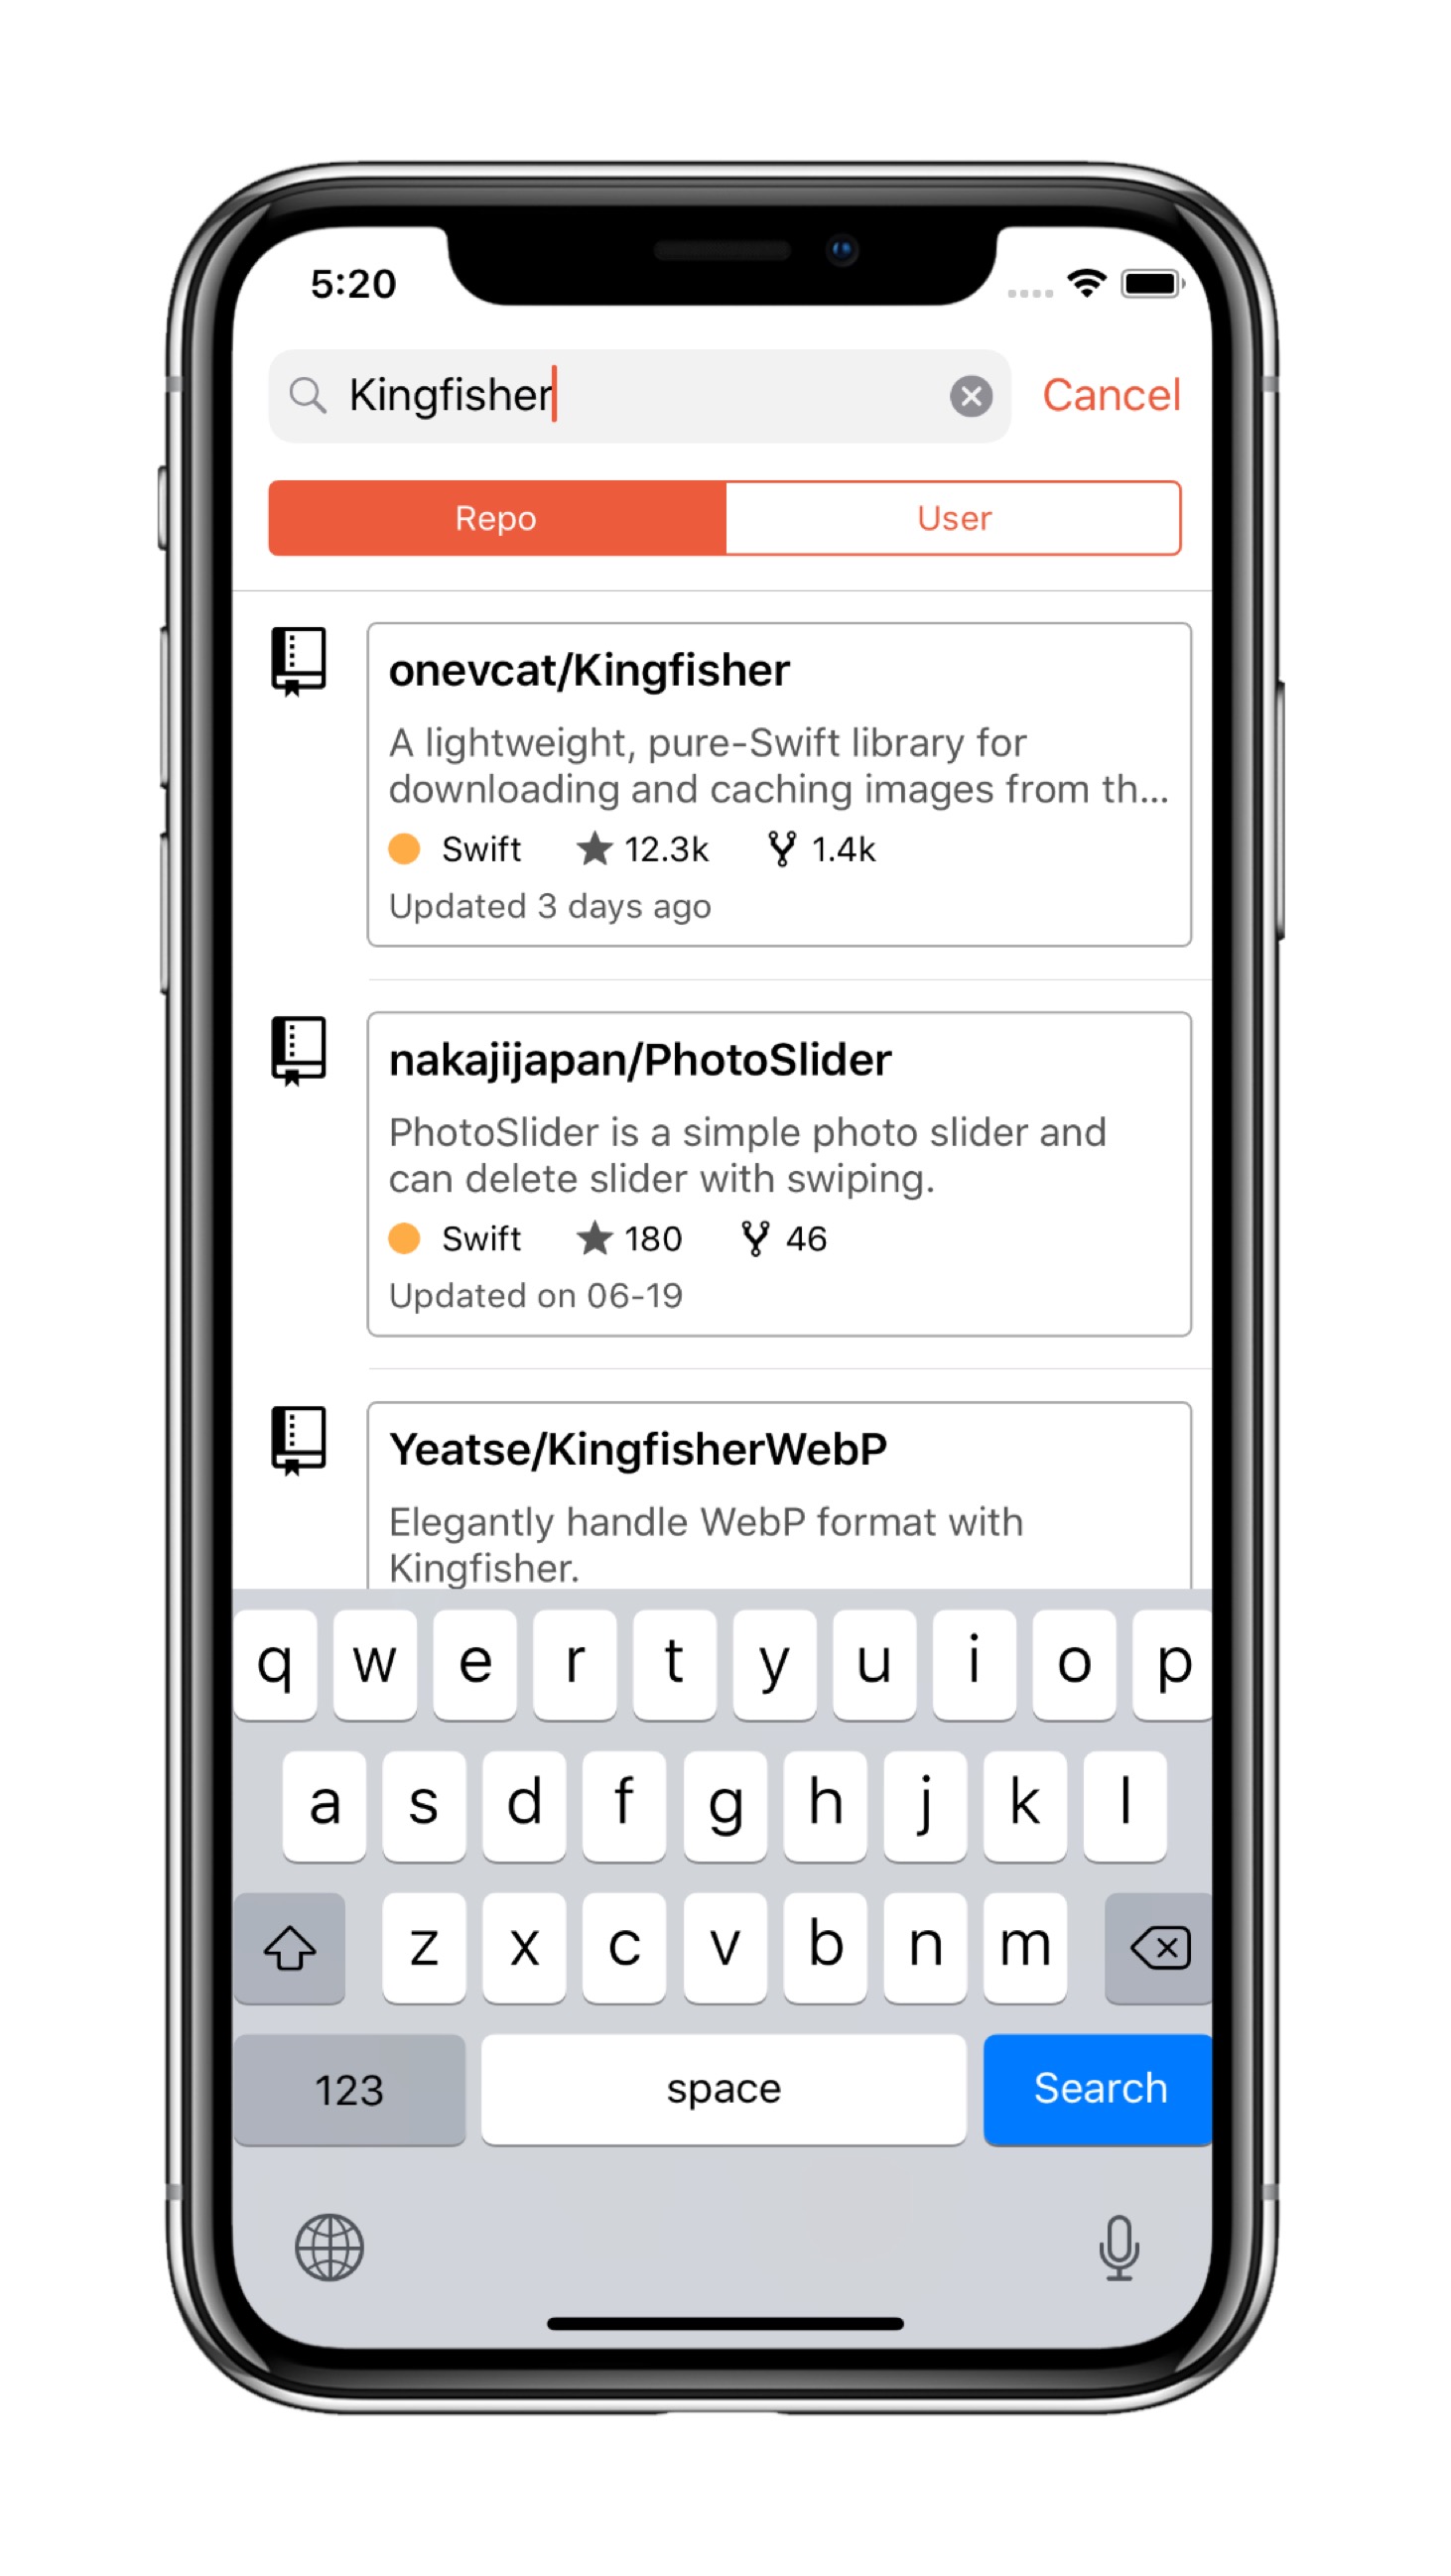 5:20
Kingfisher
Cancel
Repo
User
onevcat/Kingfisher
A lightweight, pure-Swift library for
downloading and caching images from th...
Swift 12.3k 1.4k
Updated 3 days ago
nakajijapan/PhotoSlider
PhotoSlider is a simple photo slider and
can delete slider with swiping.
Swift 180 46
Updated on 06-19
Yeatse/KingfisherWebP
Elegantly handle WebP format with
Kingfisher.
q w e r t y u i o p
a s d f g h j k l
z x c v b n m
123 space Search